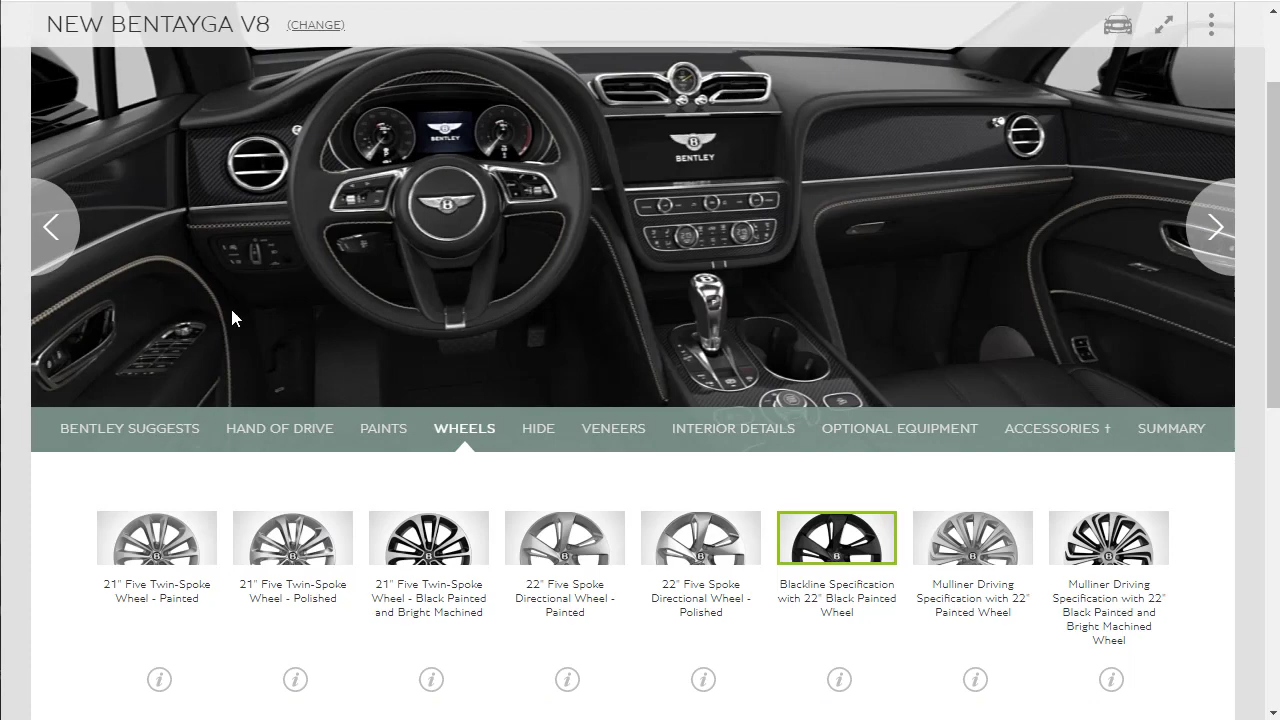 NEW BENTAYGA V8 (CHANGE)
BENTLEY
BENTLEY
BENTLEY SUGGESTS HAND OF DRIVE PAINTS WHEELS HIDE VENEERS INTERIOR DETAILS OPTIONAL EQUIPMENT ACCESSORIES † SUMMARY
21" Five Twin-Spoke
Wheel - Painted
21" Five Twin-Spoke
Wheel - Polished
21" Five Twin-Spoke
Wheel - Black Painted
and Bright Machined
22" Five Spoke
Directional Wheel -
Painted
22" Five Spoke
Directional Wheel -
Polished
Blackline Specification
with 22" Black Painted
Wheel
Mulliner Driving
Specification with 22"
Painted Wheel
Mulliner Driving
Specification with 22"
Black Painted and
Bright Machined
Wheel